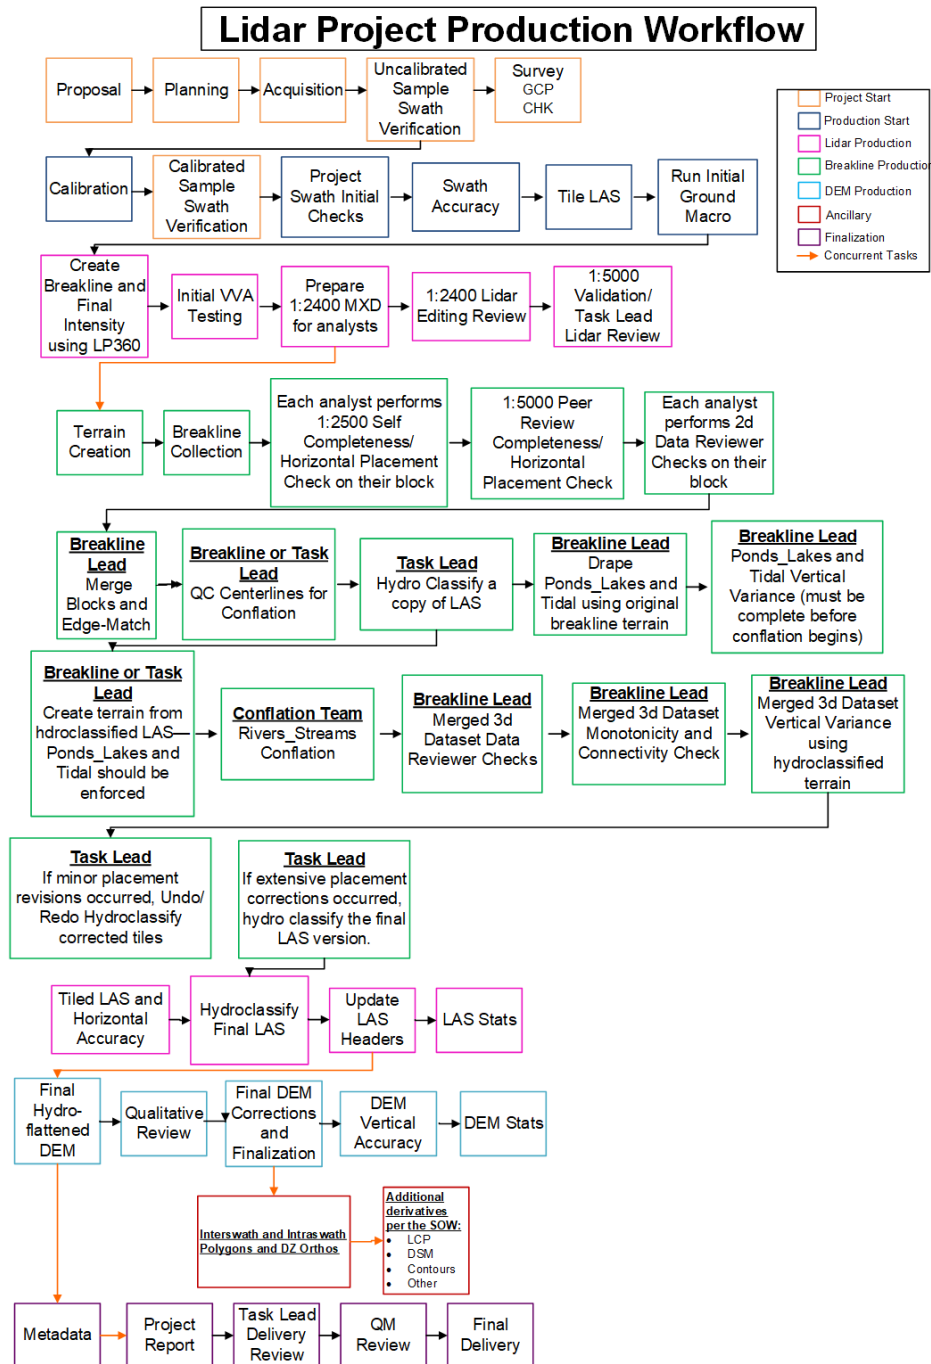 Lidar Project Production Workflow
Proposal
Planning
Acquisition
Uncalibrated
Sample
Swath
Verification
Survey
GCP
CHK
Project Start
Production Start
Lidar Production
Breakline Production
DEM Production
Ancillary
Finalization
Concurrent Tasks
Calibration
Calibrated
Sample
Swath
Verification
Project
Swath Initial
Checks
Swath
Accuracy
Tile LAS
Run Initial
Ground
Macro
Create
Breakline and
Final
Intensity
using LP360
Initial VVA
Testing
Prepare
1:2400 MXD
for analysts
1:2400 Lidar
Editing Review
1:5000
Validation/
Task Lead
Lidar Review
Terrain
Creation
Breakline
Collection
Each analyst performs
1:2500 Self
Completeness/
Horizontal Placement
Check on their block
1:5000 Peer
Review
Completeness/
Horizontal
Placement Check
Each analyst
performs 2d
Data Reviewer
Checks on their
block
Breakline
Lead
Merge
Blocks and
Edge-Match
Breakline or Task
Lead
QC Centerlines for
Conflation
Task Lead
Hydro Classify a
copy of LAS
Breakline Lead
Drape
Ponds_Lakes and
Tidal using original
breakline terrain
Breakline Lead
Ponds_Lakes and
Tidal Vertical
Variance (must be
complete before
conflation begins)
Breakline or Task
Lead
Create terrain from
hdroclassified LAS—
Ponds_Lakes and
Tidal should be
enforced
Conflation Team
Rivers_Streams
Conflation
Breakline Lead
Merged 3d
Dataset Data
Reviewer Checks
Breakline Lead
Merged 3d Dataset
Monotonicity and
Connectivity Check
Breakline Lead
Merged 3d Dataset
Vertical Variance
using
hydroclassified
terrain
Task Lead
If minor placement
revisions occurred, Undo/
Redo Hydroclassify
corrected tiles
Task Lead
If extensive placement
corrections occurred,
hydro classify the final
LAS version.
Tiled LAS and
Horizontal
Accuracy
Hydroclassify
Final LAS
Update
LAS
Headers
LAS Stats
Final
Hydro-
flattened
DEM
Qualitative
Review
Final DEM
Corrections
and
Finalization
DEM
Vertical
Accuracy
DEM Stats
Interswath and Intraswath
Polygons and DZ Orthos
Additional
derivatives
per the SOW:
• LCP
• DSM
• Contours
• Other
Metadata
Project
Report
Task Lead
Delivery
Review
QM
Review
Final
Delivery